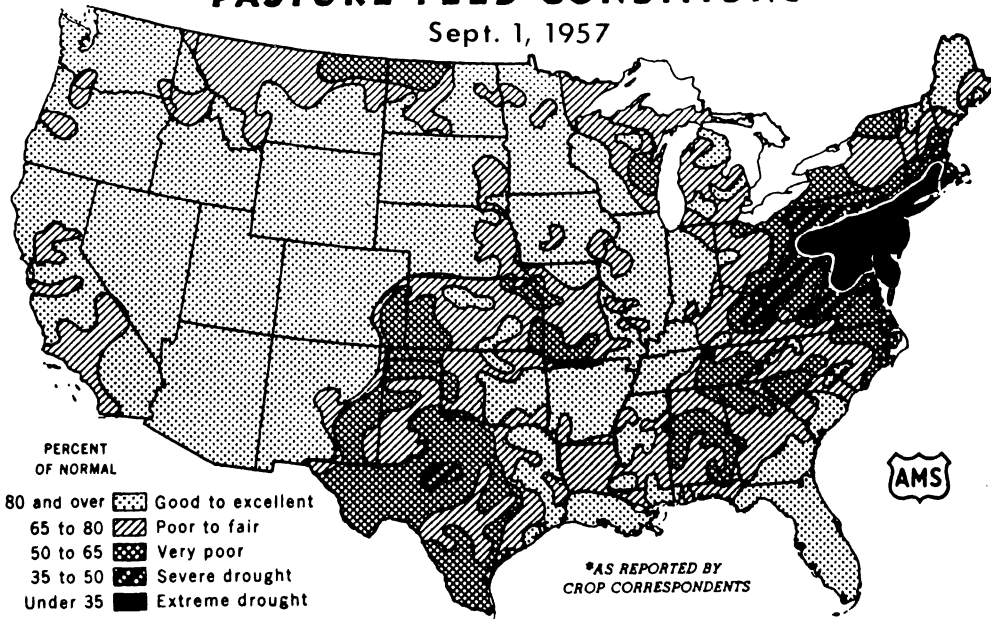 Sept. 1, 1957
PERCENT
OF NORMAL
80 and over Good to excellent
65 to 80 Poor to fair
50 to 65 Very poor
35 to 50 Severe drought
Under 35 Extreme drought
AMS
*AS REPORTED BY
CROP CORRESPONDENTS